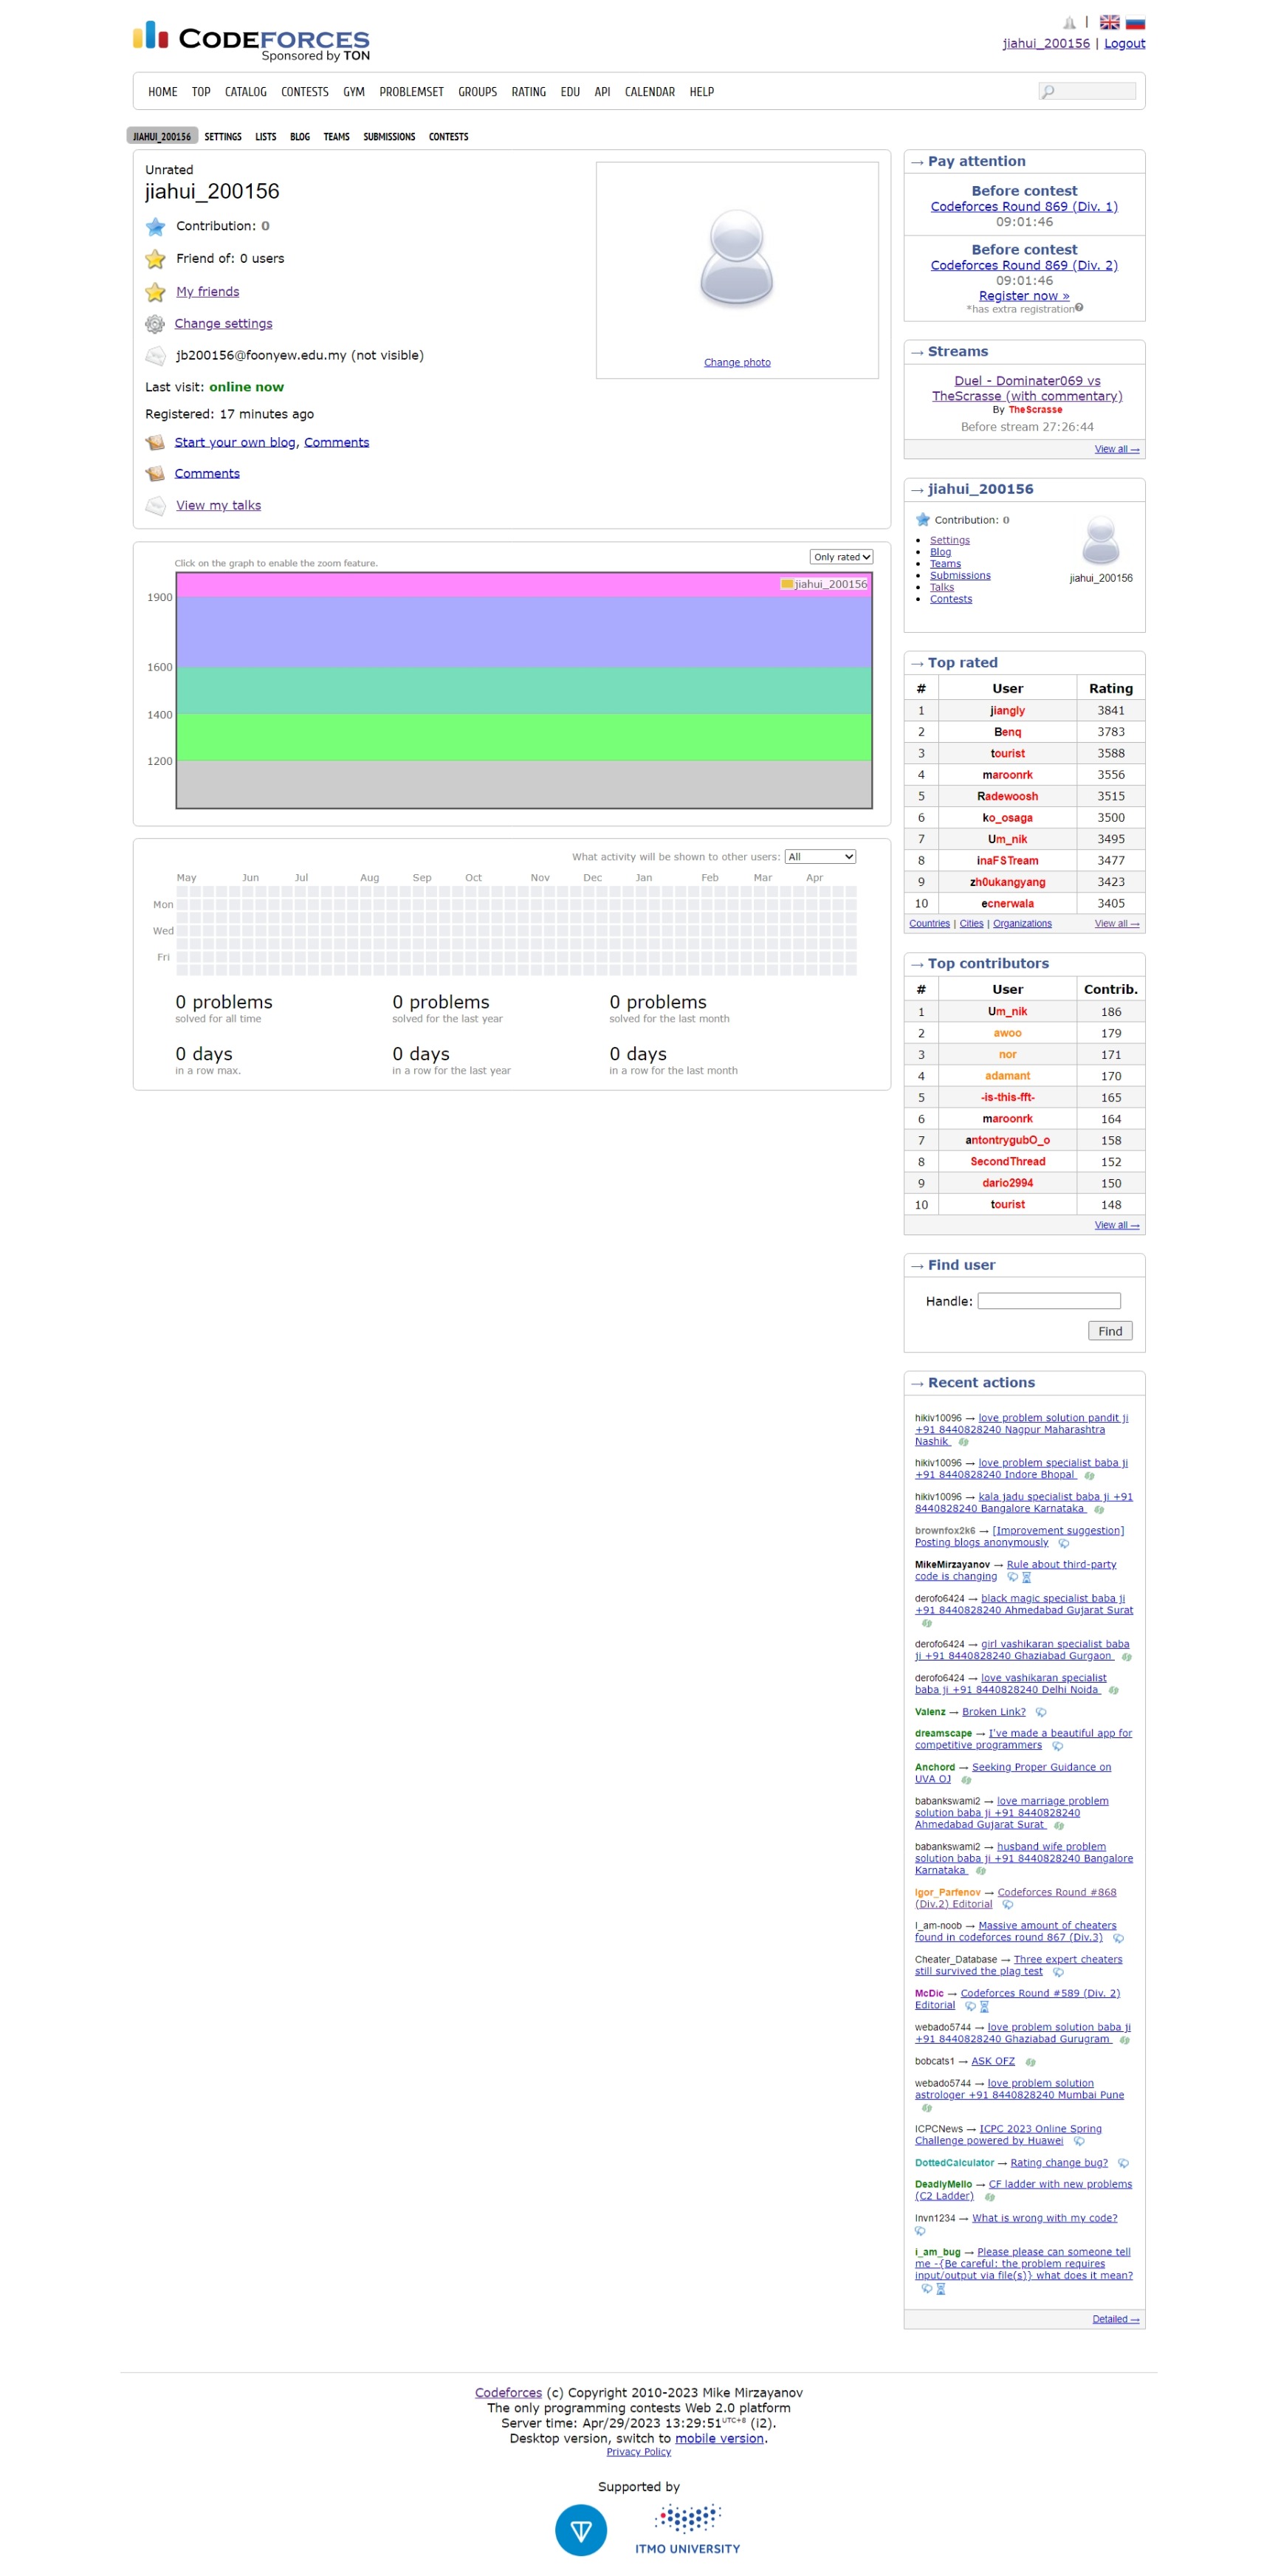 CODEFORCES
Sponsored by TON
|
jiahui_200156 | Logout
HOME TOP CATALOG CONTESTS GYM PROBLEMSET GROUPS RATING EDU API CALENDAR HELP
JIAHUI_200156 SETTINGS LISTS BLOG TEAMS SUBMISSIONS CONTESTS
Unrated
jiahui_200156
Contribution: 0
Friend of: 0 users
My friends
Change settings
jb200156@foonyew.edu.my (not visible)
Last visit: online now
Registered: 17 minutes ago
Start your own blog, Comments
Comments
View my talks
Change photo
Click on the graph to enable the zoom feature.
Only rated
jiahui_200156
1900
1600
1400
1200
What activity will be shown to other users: All
May Jun Jul Aug Sep Oct Nov Dec Jan Feb Mar Apr
Mon
Wed
Fri
0 problems 0 problems 0 problems
solved for all time solved for the last year solved for the last month
0 days 0 days 0 days
in a row max. in a row for the last year in a row for the last month
→ Pay attention
Before contest
Codeforces Round 869 (Div. 1)
09:01:46
Before contest
Codeforces Round 869 (Div. 2)
09:01:46
Register now »
*has extra registration
→ Streams
Duel - Dominater069 vs
TheScrasse (with commentary)
By TheScrasse
Before stream 27:26:44
View all →
→ jiahui_200156
Contribution: 0
Settings
Blog
Teams
Submissions
Talks
Contests
jiahui_200156
→ Top rated
# User Rating
1 jiangly 3841
2 Benq 3783
3 tourist 3588
4 maroonrk 3556
5 Radewoosh 3515
6 ko_osaga 3500
7 Um_nik 3495
8 inaFSTream 3477
9 zh0ukangyang 3423
10 ecnerwala 3405
Countries | Cities | Organizations View all →
→ Top contributors
# User Contrib.
1 Um_nik 186
2 awoo 179
3 nor 171
4 adamant 170
5 -is-this-fft- 165
6 maroonrk 164
7 antontrygubO_o 158
8 SecondThread 152
9 dario2994 150
10 tourist 148
View all →
→ Find user
Handle:
Find
→ Recent actions
hikiv10096 → love problem solution pandit ji
+91 8440828240 Nagpur Maharashtra
Nashik
hikiv10096 → love problem specialist baba ji
+91 8440828240 Indore Bhopal
hikiv10096 → kala jadu specialist baba ji +91
8440828240 Bangalore Karnataka
brownfox2k6 → [Improvement suggestion]
Posting blogs anonymously
MikeMirzayanov → Rule about third-party
code is changing
derofo6424 → black magic specialist baba ji
+91 8440828240 Ahmedabad Gujarat Surat
derofo6424 → girl vashikaran specialist baba
ji +91 8440828240 Ghaziabad Gurgaon
derofo6424 → love vashikaran specialist
baba ji +91 8440828240 Delhi Noida
Valenz → Broken Link?
dreamscape → I've made a beautiful app for
competitive programmers
Anchord → Seeking Proper Guidance on
UVA OJ
babankswami2 → love marriage problem
solution baba ji +91 8440828240
Ahmedabad Gujarat Surat
babankswami2 → husband wife problem
solution baba ji +91 8440828240 Bangalore
Karnataka
Igor_Parfenov → Codeforces Round #868
(Div.2) Editorial
I_am-noob → Massive amount of cheaters
found in codeforces round 867 (Div.3)
Cheater_Database → Three expert cheaters
still survived the plag test
McDic → Codeforces Round #589 (Div. 2)
Editorial
webado5744 → love problem solution baba ji
+91 8440828240 Ghaziabad Gurugram
bobcats1 → ASK OFZ
webado5744 → love problem solution
astrologer +91 8440828240 Mumbai Pune
ICPCNews → ICPC 2023 Online Spring
Challenge powered by Huawei
DottedCalculator → Rating change bug?
DeadlyMello → CF ladder with new problems
(C2 Ladder)
Invn1234 → What is wrong with my code?
i_am_bug → Please please can someone tell
me -{Be careful: the problem requires
input/output via file(s)} what does it mean?
Detailed →
Codeforces (c) Copyright 2010-2023 Mike Mirzayanov
The only programming contests Web 2.0 platform
Server time: Apr/29/2023 13:29:51UTC+8 (i2).
Desktop version, switch to mobile version.
Privacy Policy
Supported by
ITMO UNIVERSITY